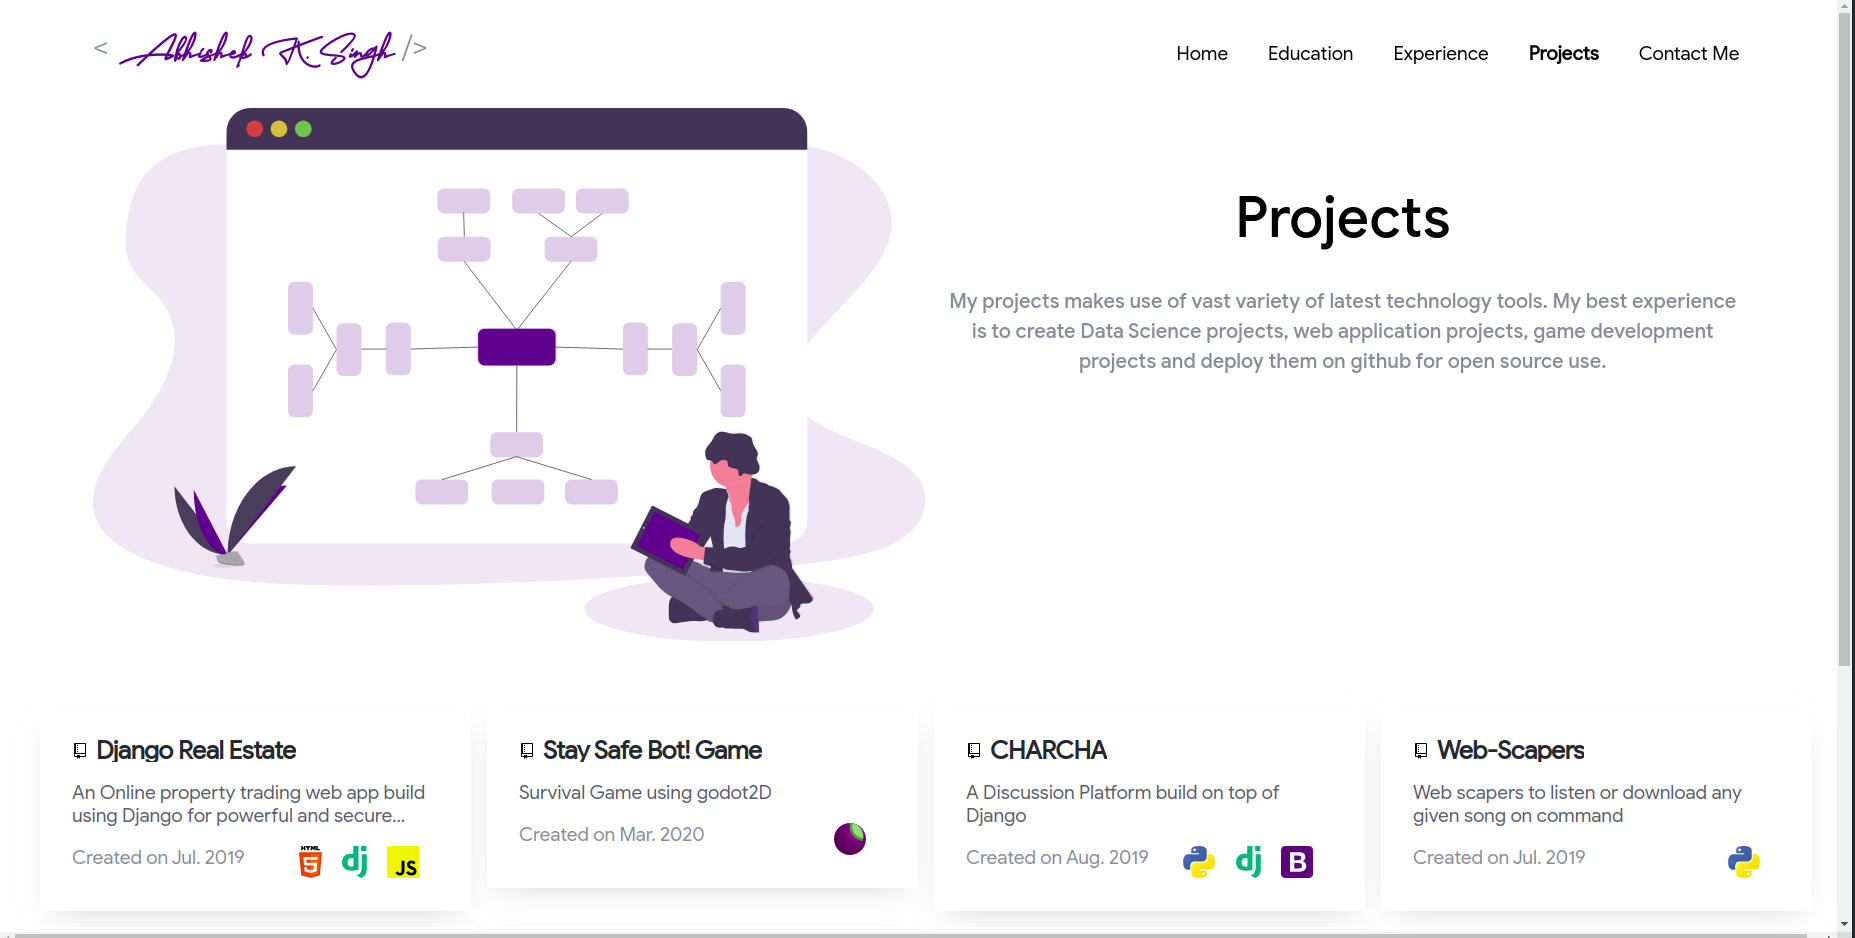 < Abhishek K. Singh />
Home Education Experience Projects Contact Me
Projects
My projects makes use of vast variety of latest technology tools. My best experience
is to create Data Science projects, web application projects, game development
projects and deploy them on github for open source use.
Django Real Estate
An Online property trading web app build
using Django for powerful and secure...
Created on Jul. 2019
HTML
5
dj
JS
Stay Safe Bot! Game
Survival Game using godot2D
Created on Mar. 2020
CHARCHA
A Discussion Platform build on top of
Django
Created on Aug. 2019
dj
B
Web-Scapers
Web scapers to listen or download any
given song on command
Created on Jul. 2019